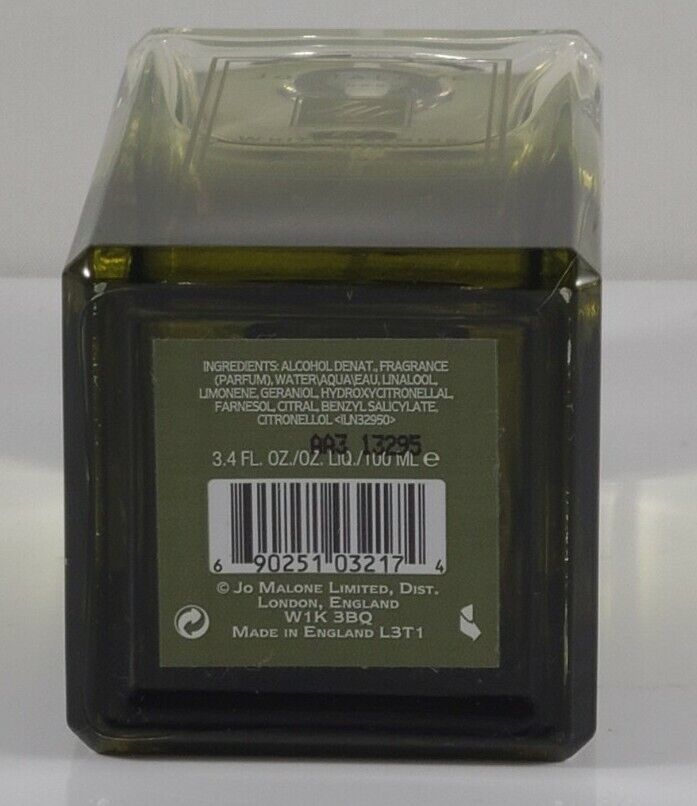 INGREDIENTS: ALCOHOL DENAT., FRAGRANCE
(PARFUM), WATER\AQUA\EAU, LINALOOL,
LIMONENE, GERANIOL, HYDROXYCITRONELLAL,
FARNESOL, CITRAL, BENZYL SALICYLATE,
CITRONELLOL <ILN32950>
AA3 13295
3.4 FL. OZ./OZ. LIQ./100 ML e
6 90251 03217 4
© JO MALONE LIMITED, DIST.
LONDON, ENGLAND
W1K 3BQ
MADE IN ENGLAND L3T1